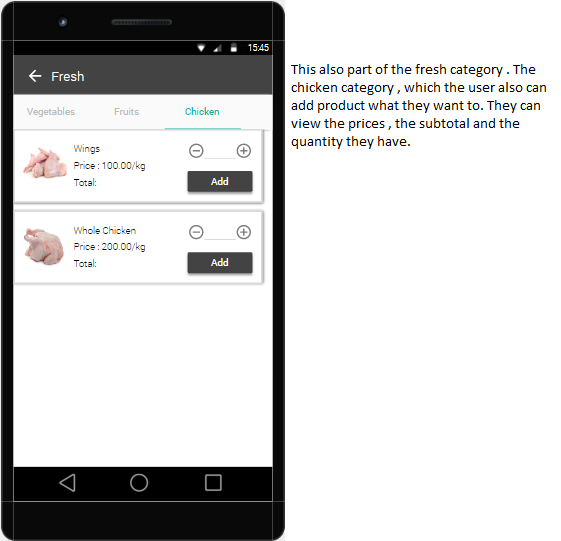 15:45
Fresh
Vegetables Fruits Chicken
Wings
Price : 100.00/kg
Total:
Add
Whole Chicken
Price : 200.00/kg
Total:
Add
This also part of the fresh category . The
chicken category , which the user also can
add product what they want to. They can
view the prices , the subtotal and the
quantity they have.